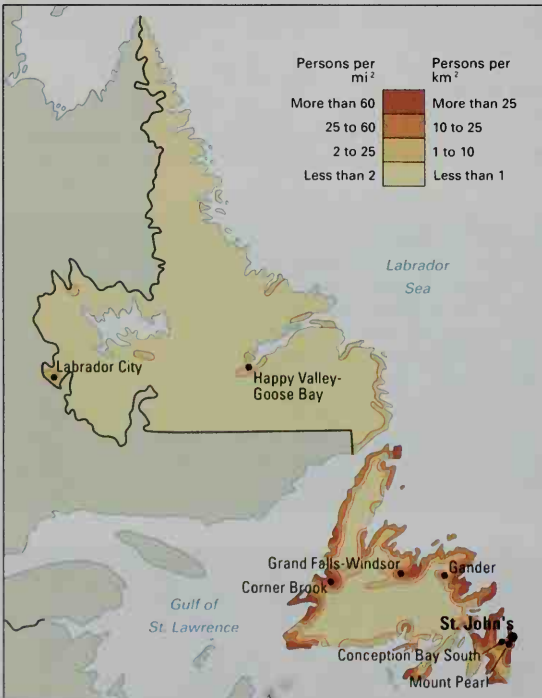 Persons per
mi²
Persons per
km²
More than 60
More than 25
25 to 60
10 to 25
2 to 25
1 to 10
Less than 2
Less than 1
Labrador
Sea
Labrador City
Happy Valley-
Goose Bay
Grand Falls-Windsor
Gander
Corner Brook
Gulf of
St. Lawrence
St. John's
Conception Bay South
Mount Pearl